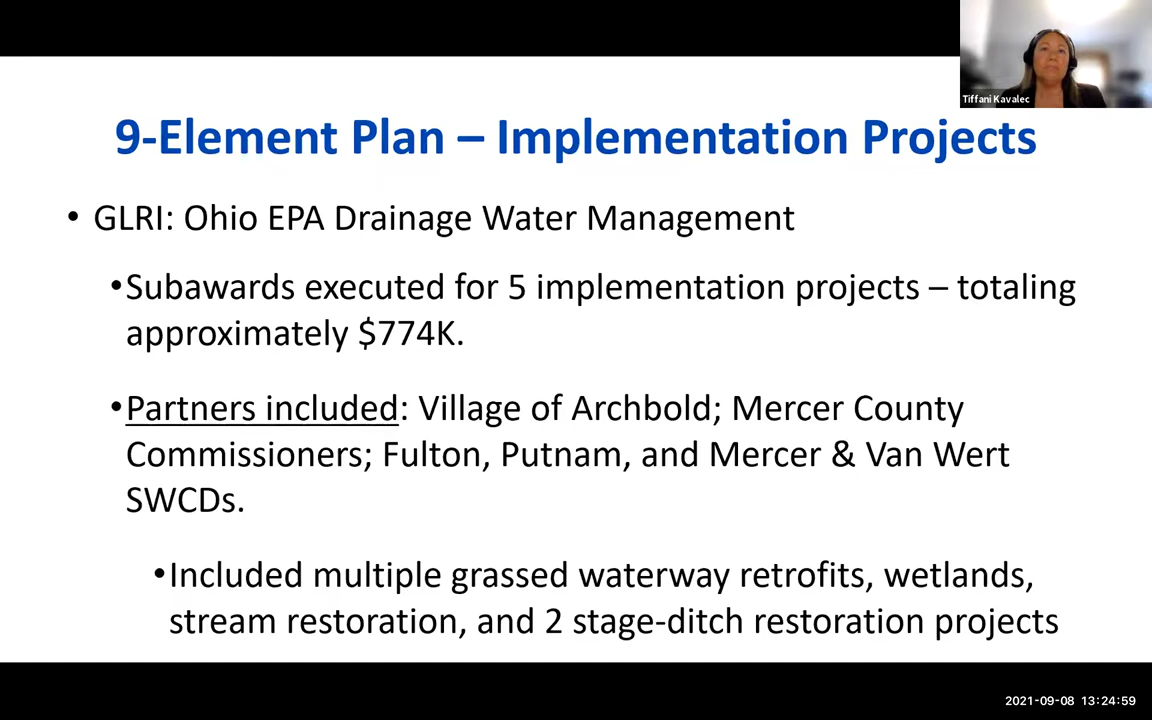 Tiffani Kavalec
9-Element Plan – Implementation Projects
• GLRI: Ohio EPA Drainage Water Management
•Subawards executed for 5 implementation projects – totaling
approximately $774K.
•Partners included: Village of Archbold; Mercer County
Commissioners; Fulton, Putnam, and Mercer & Van Wert
SWCDs.
•Included multiple grassed waterway retrofits, wetlands,
stream restoration, and 2 stage-ditch restoration projects
2021-09-08 13:24:59